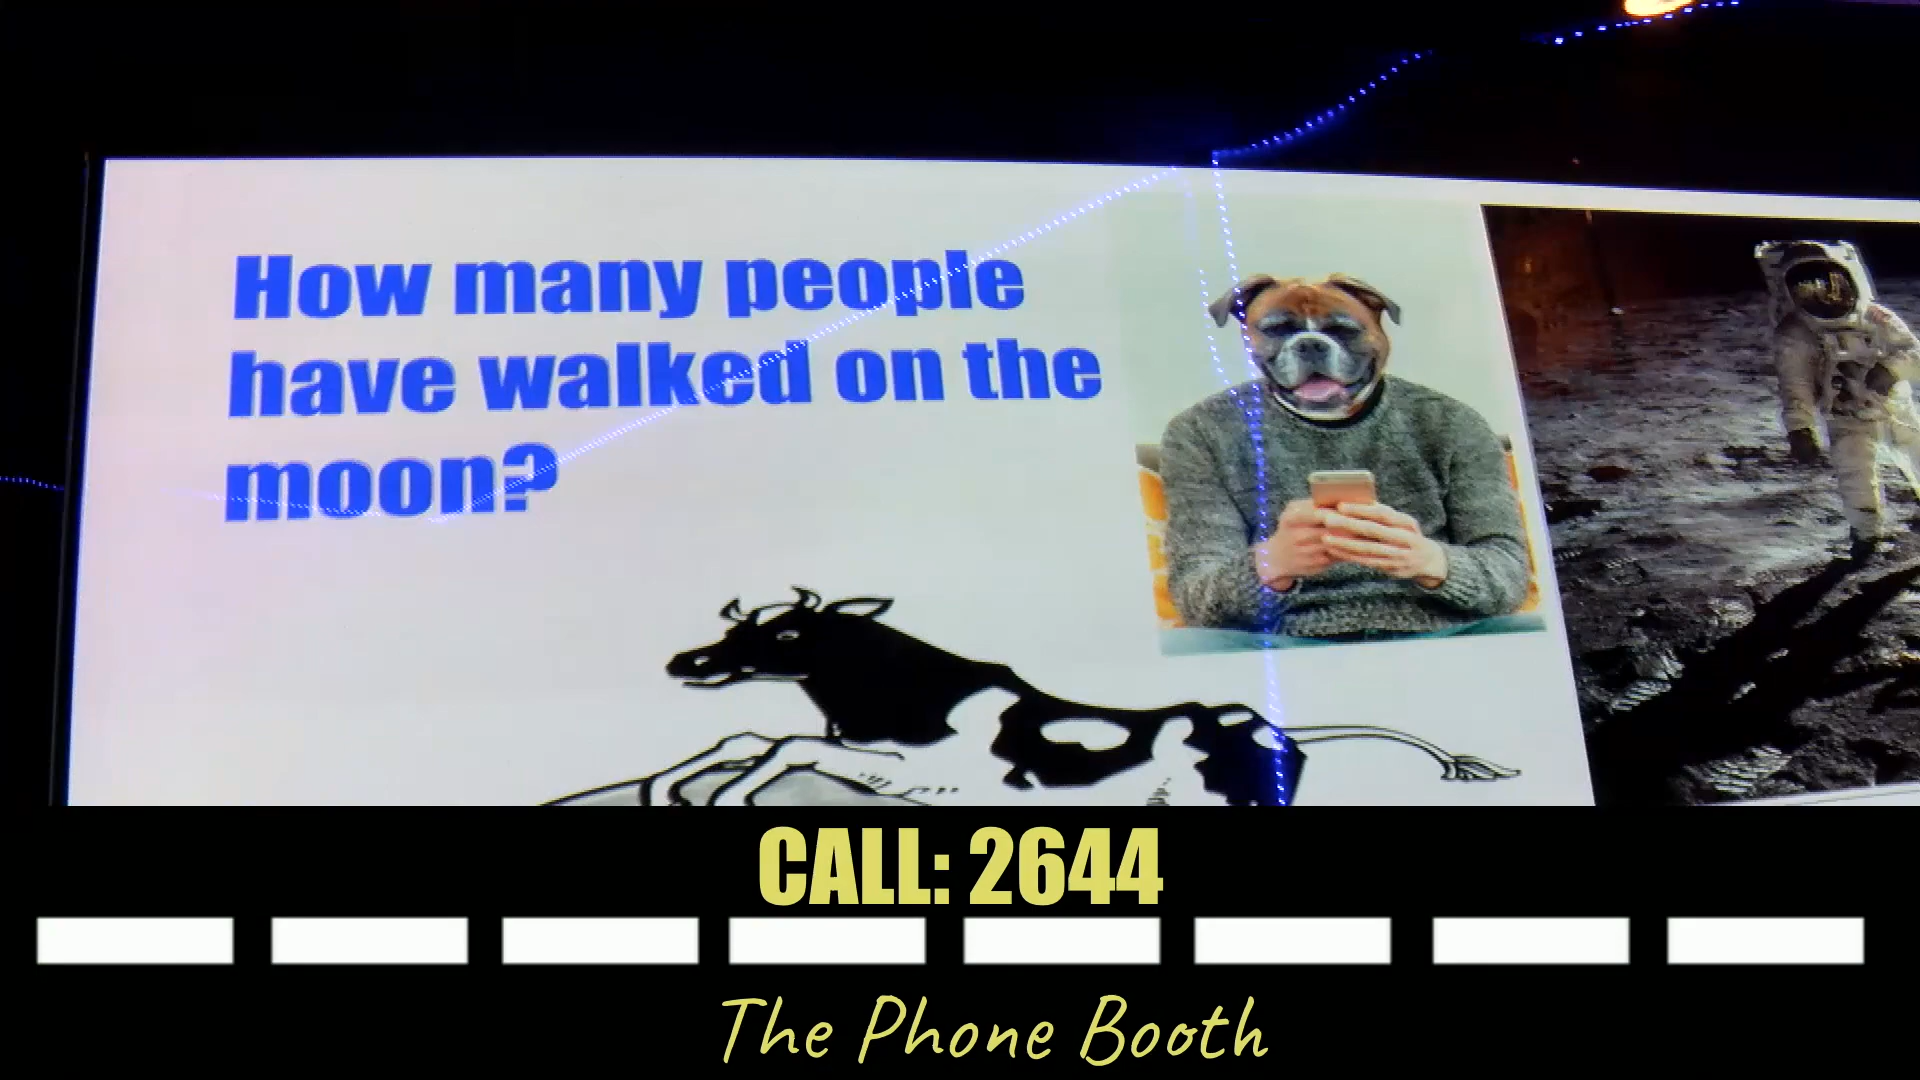 How many people
have walked on the
moon?
CALL: 2644
The Phone Booth